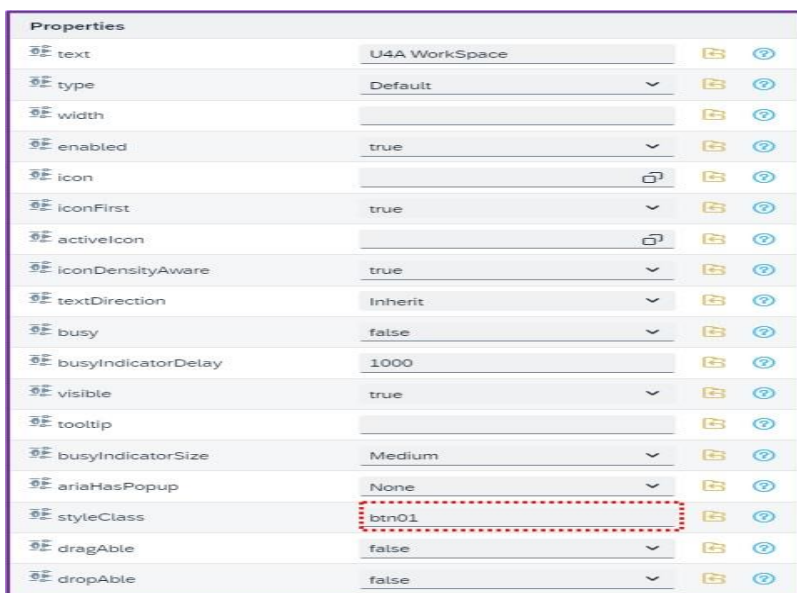 Properties
text U4A WorkSpace
type Default
width
enabled true
icon
iconFirst true
activeIcon
iconDensityAware true
textDirection Inherit
busy false
busyIndicatorDelay 1000
visible true
tooltip
busyIndicatorSize Medium
ariaHasPopup None
styleClass btn01
dragAble false
dropAble false